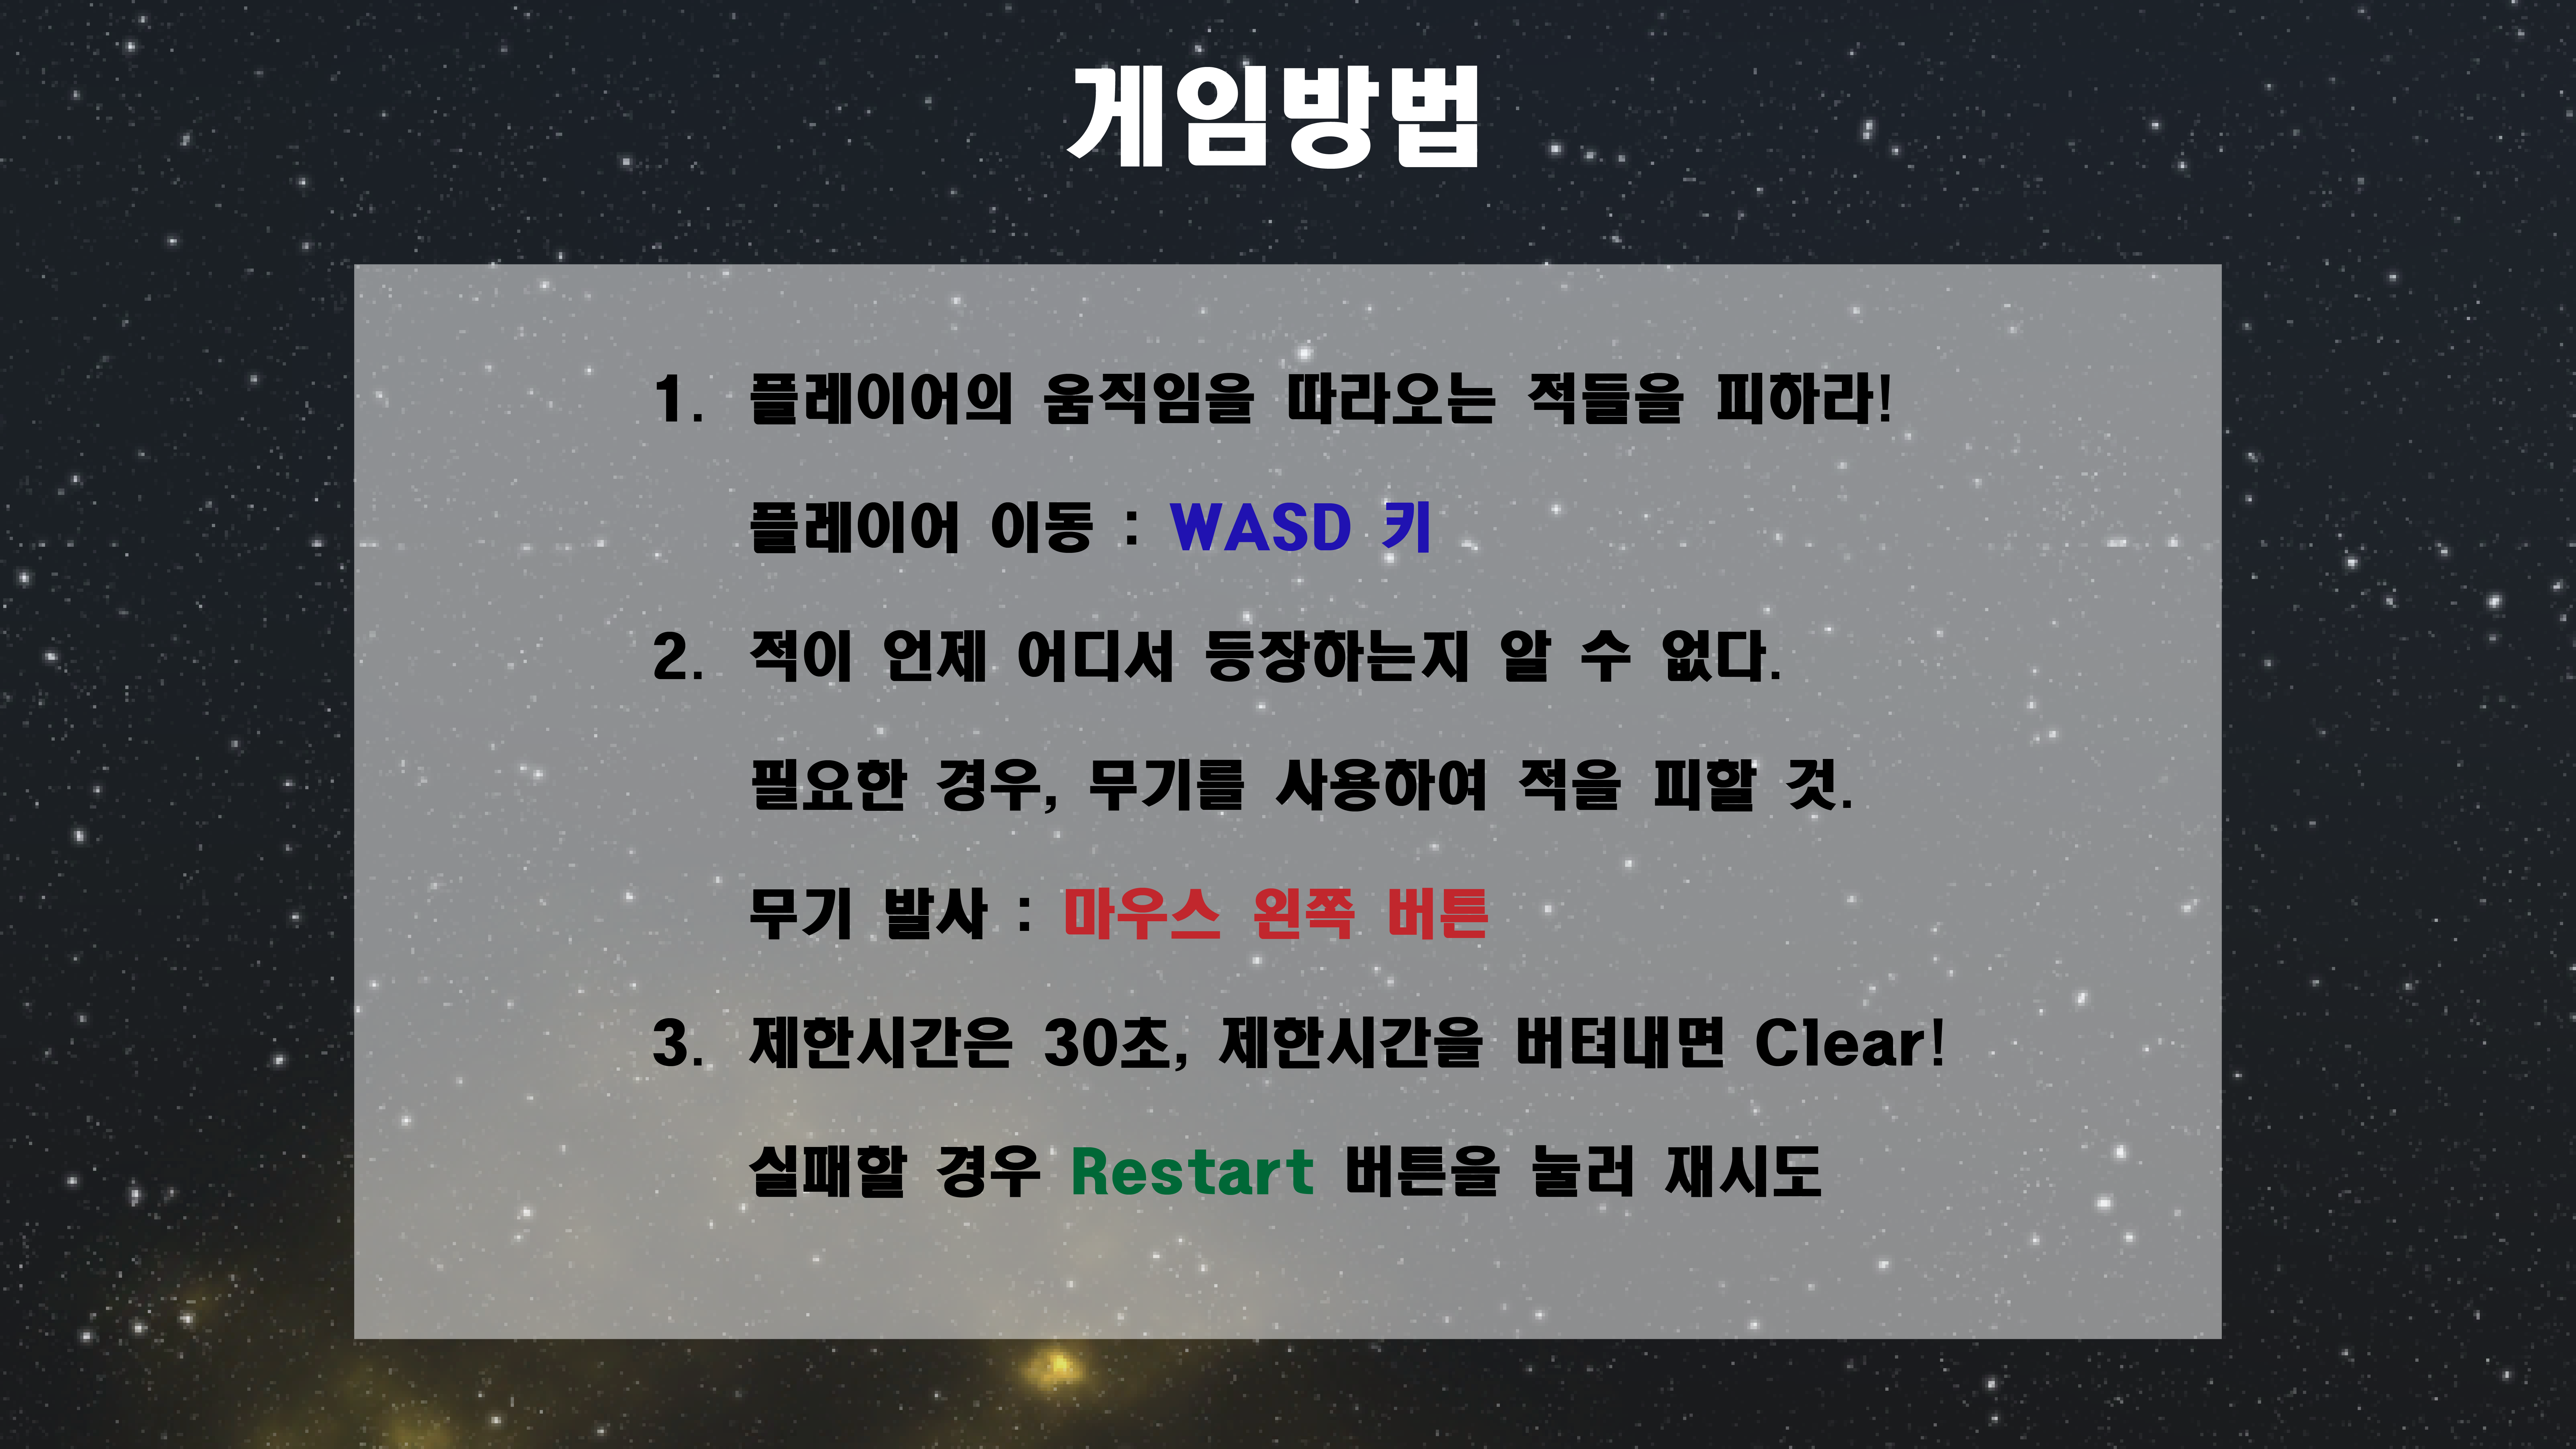 게임방법
1. 플레이어의 움직임을 따라오는 적들을 피하라!
플레이어 이동 : WASD 키
2. 적이 언제 어디서 등장하는지 알 수 없다.
필요한 경우, 무기를 사용하여 적을 피할 것.
무기 발사 : 마우스 왼쪽 버튼
3. 제한시간은 30초, 제한시간을 버텨내면 Clear!
실패할 경우 Restart 버튼을 눌러 재시도